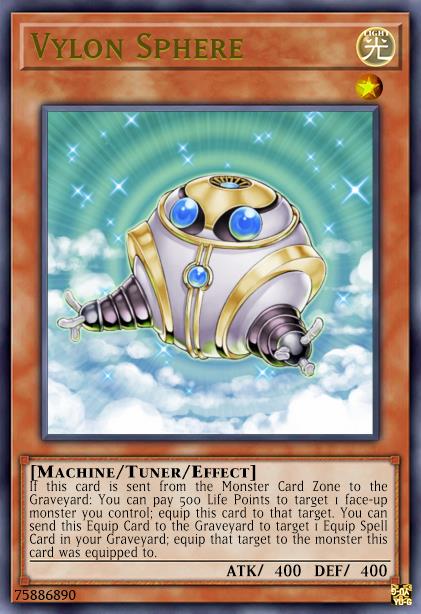 Vylon Sphere
LIGHT
光
[Machine/Tuner/Effect]
If this card is sent from the Monster Card Zone to the
Graveyard: You can pay 500 Life Points to target 1 face-up
monster you control; equip this card to that target. You can
send this Equip Card to the Graveyard to target 1 Equip Spell
Card in your Graveyard; equip that target to the monster this
card was equipped to.
ATK/ 400 DEF/ 400
75886890